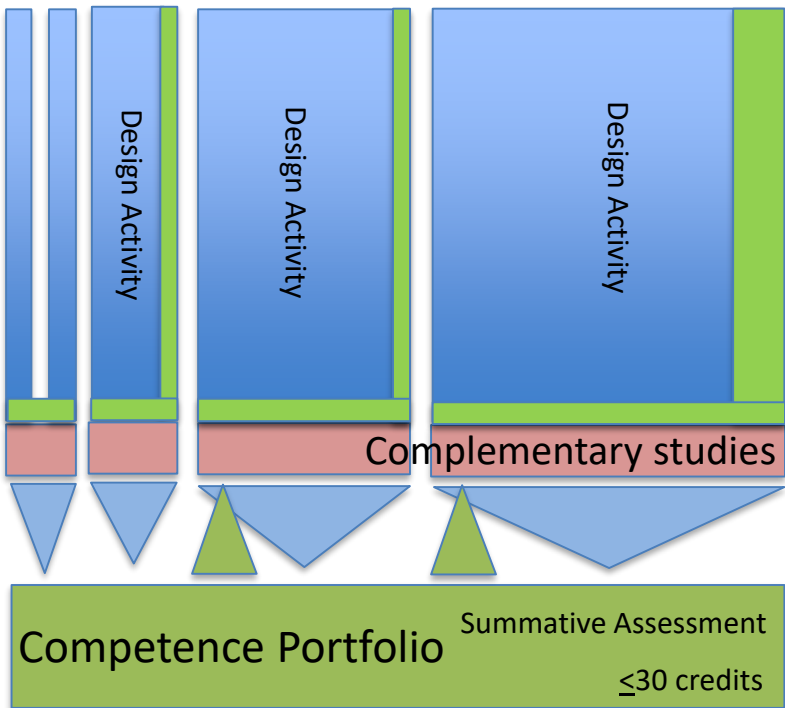 Design Activity
Design Activity
Design Activity
Complementary studies
Competence Portfolio
Summative Assessment
≤30 credits